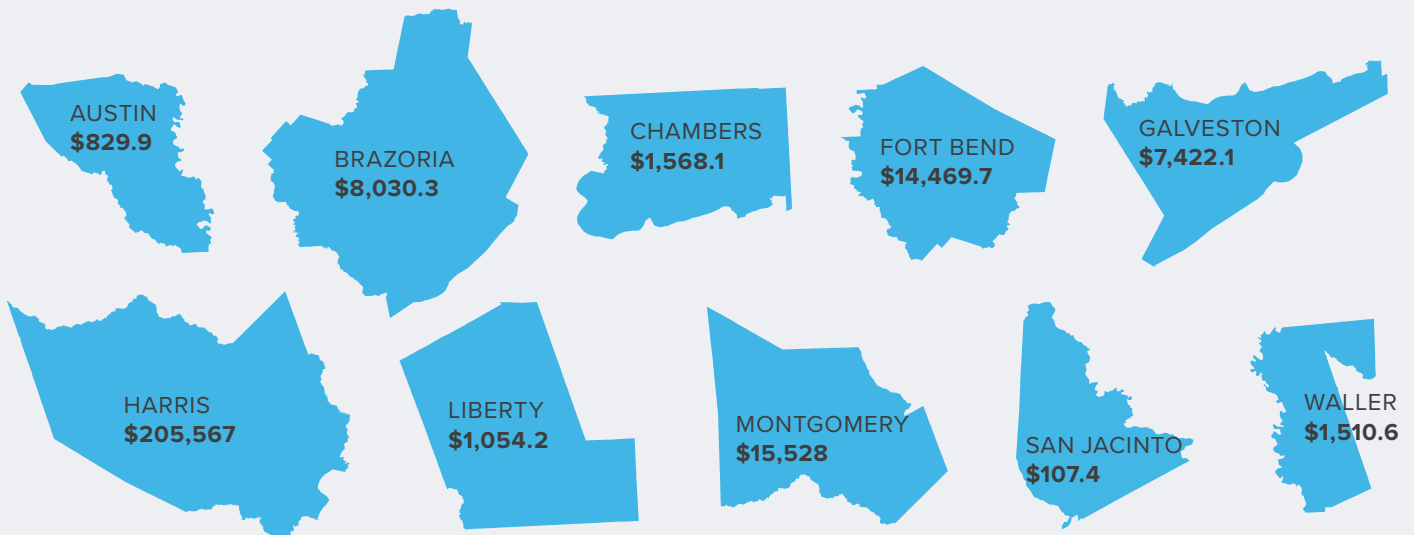 AUSTIN
$829.9
BRAZORIA
$8,030.3
CHAMBERS
$1,568.1
FORT BEND
$14,469.7
GALVESTON
$7,422.1
HARRIS
$205,567
LIBERTY
$1,054.2
MONTGOMERY
$15,528
SAN JACINTO
$107.4
WALLER
$1,510.6